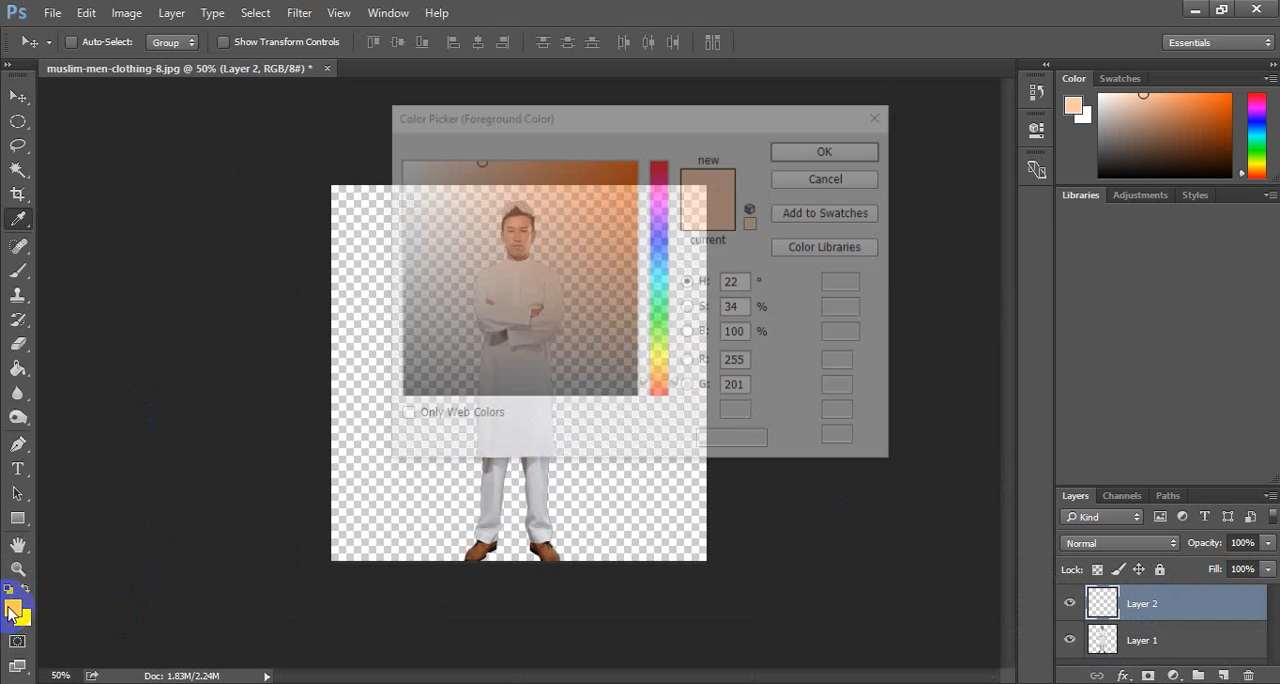 Ps File Edit Image Layer Type Select Filter View Window Help
Auto-Select: Group Show Transform Controls Essentials
muslim-men-clothing-8.jpg @ 50% (Layer 2, RGB/8#) * ×
Color Swatches
Color Picker (Foreground Color)
new
current
OK
Cancel
Add to Swatches
Color Libraries
H: 22 °
S: 34 %
B: 100 %
R: 255
G: 201
Only Web Colors
Libraries Adjustments Styles
Layers Channels Paths
Kind
Normal Opacity: 100%
Lock: Fill: 100%
Layer 2
Layer 1
50% Doc: 1.83M/2.24M